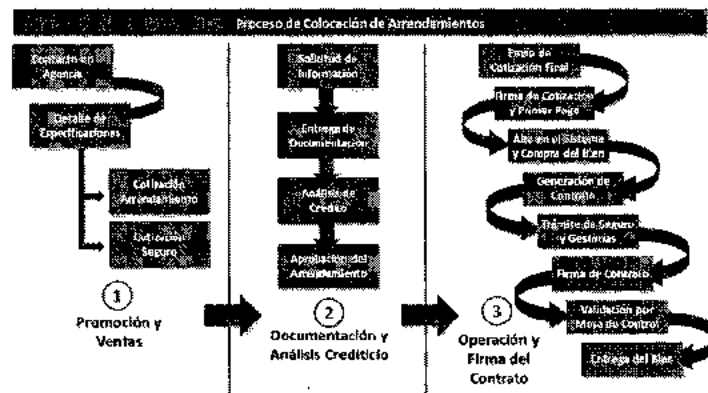 Proceso de Colocación de Arrendamientos
Contacto en
Agencia
Detalle de
Especificaciones
Cotización
Arrendamiento
Cotización
Seguro
1
Promoción y
Ventas
Solicitud de
Información
Entrega de
Documentación
Análisis de
Crédito
Aprobación del
Arrendamiento
2
Documentación y
Análisis Crediticio
Envío de
Cotización Final
Firma de Cotización
y Primer Pago
Alta en el Sistema
y Compra del Bien
Generación de
Contrato
Trámite de Seguro
y Gestorías
Firma de Contrato
Validación por
Mesa de Control
Entrega del Bien
3
Operación y
Firma del
Contrato